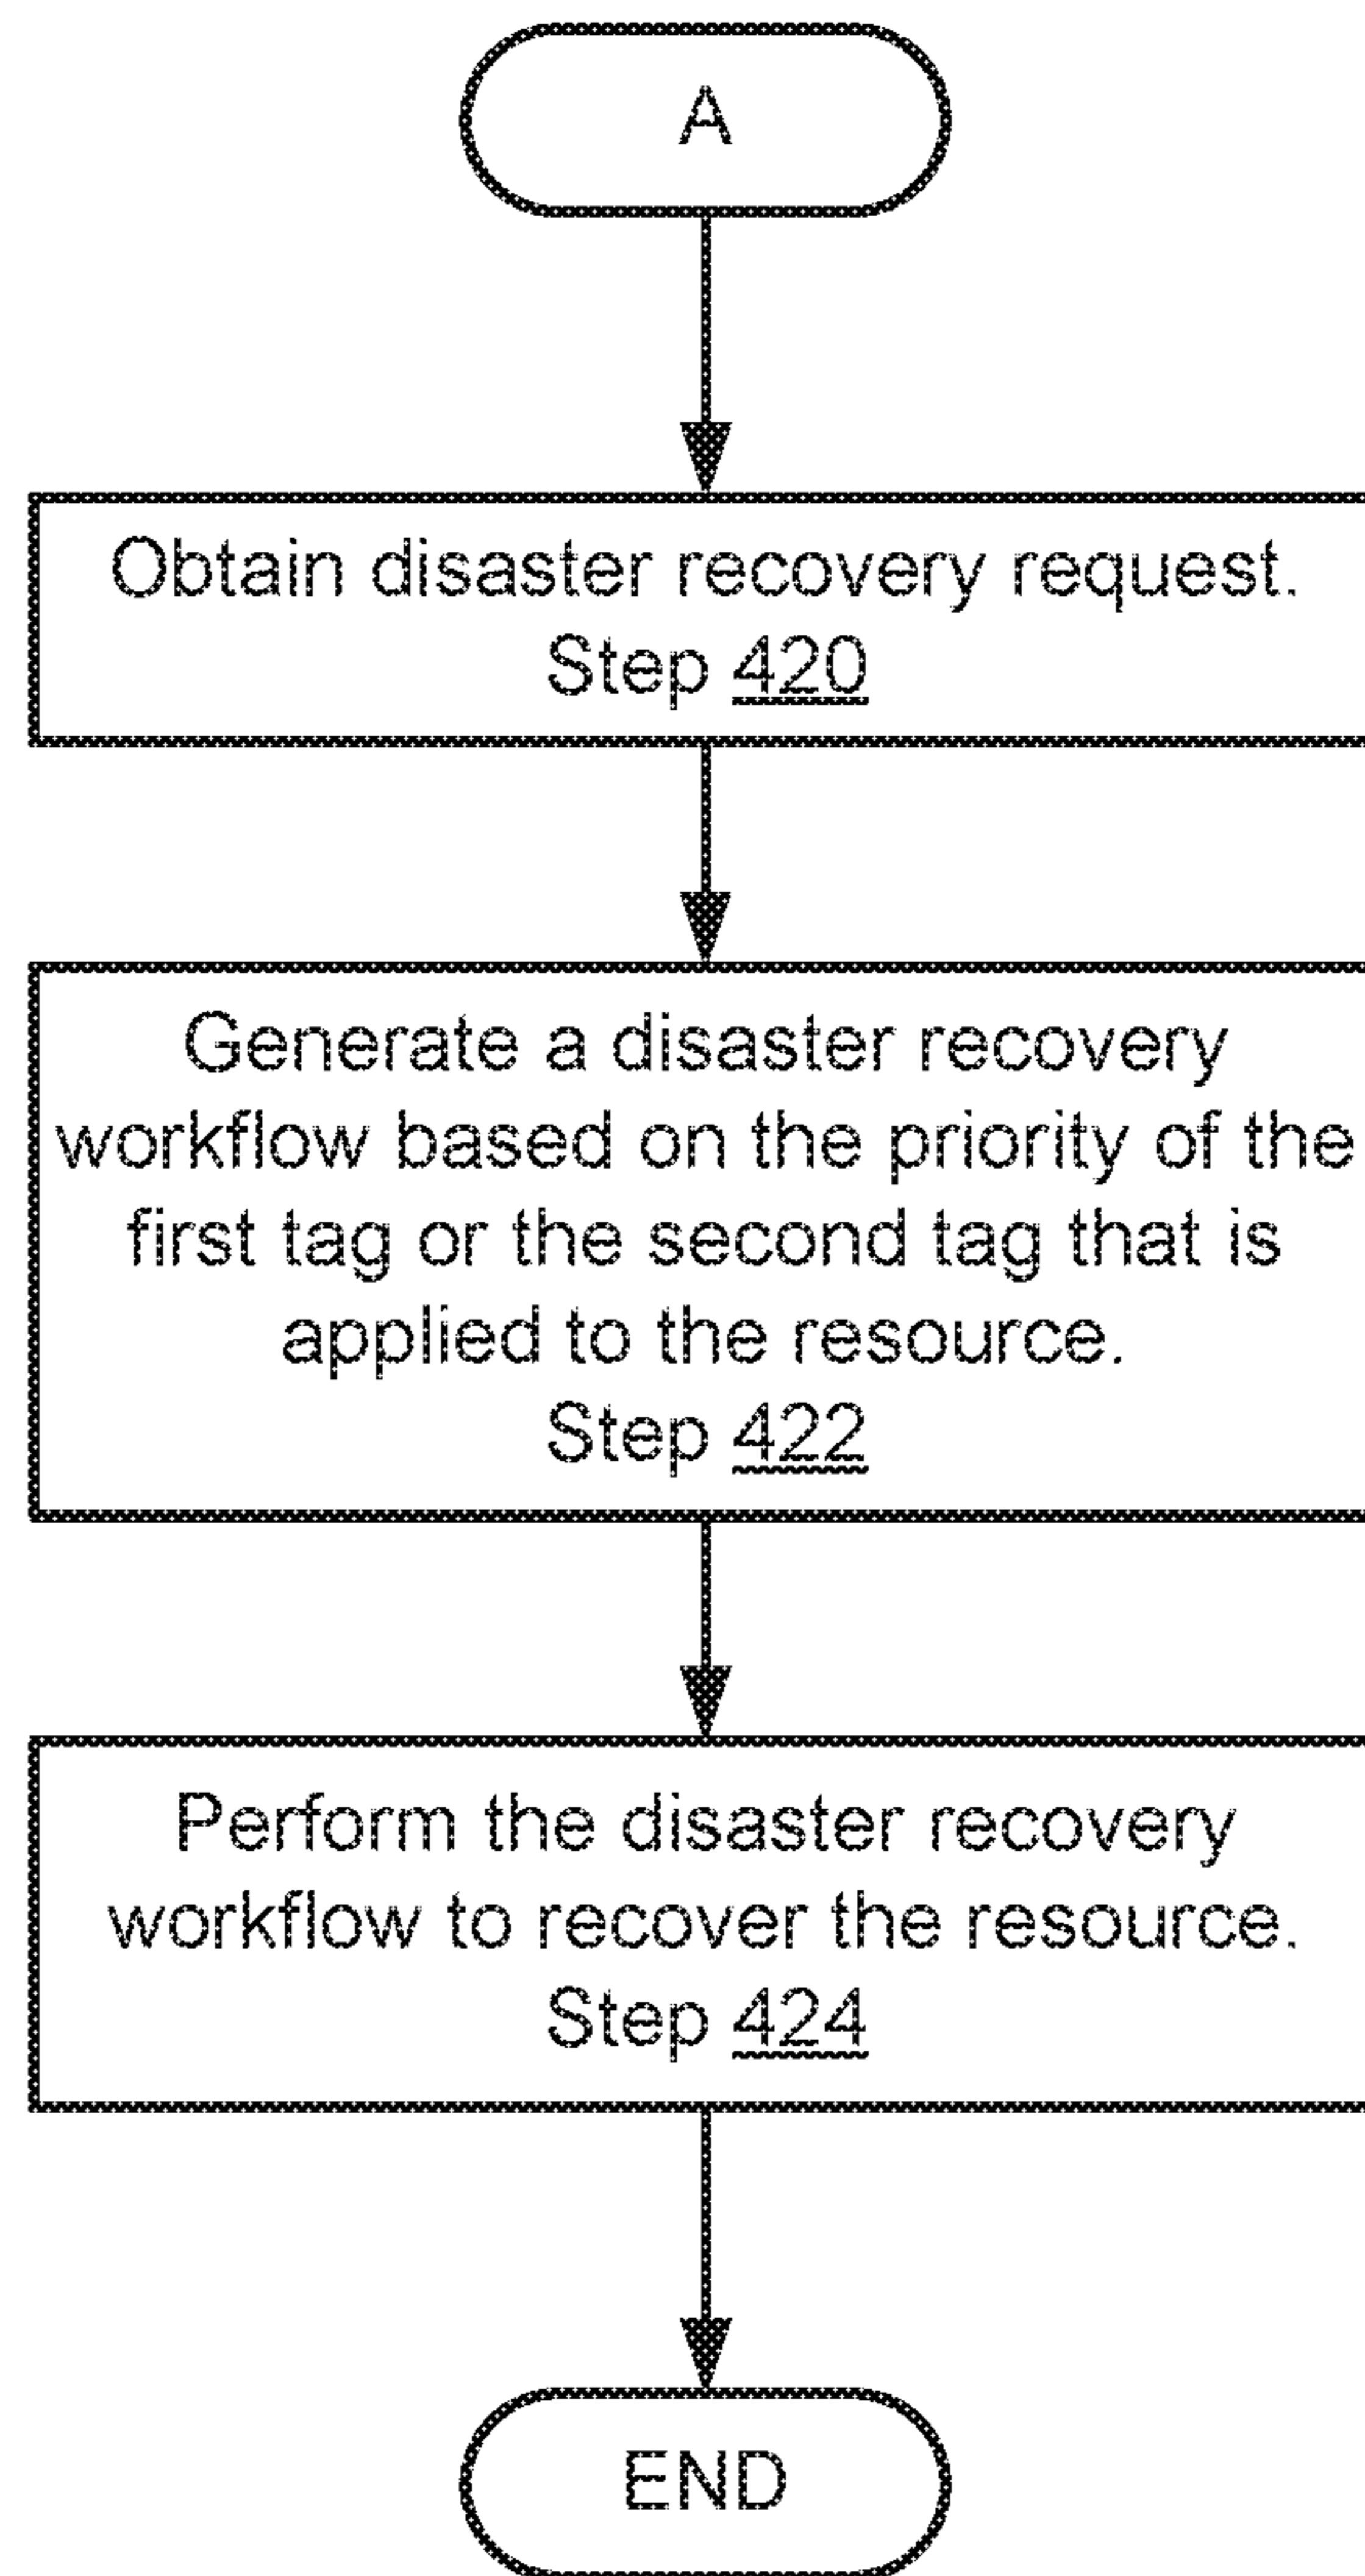 A
Obtain disaster recovery request.
Step 420
Generate a disaster recovery
workflow based on the priority of the
first tag or the second tag that is
applied to the resource.
Step 422
Perform the disaster recovery
workflow to recover the resource.
Step 424
END